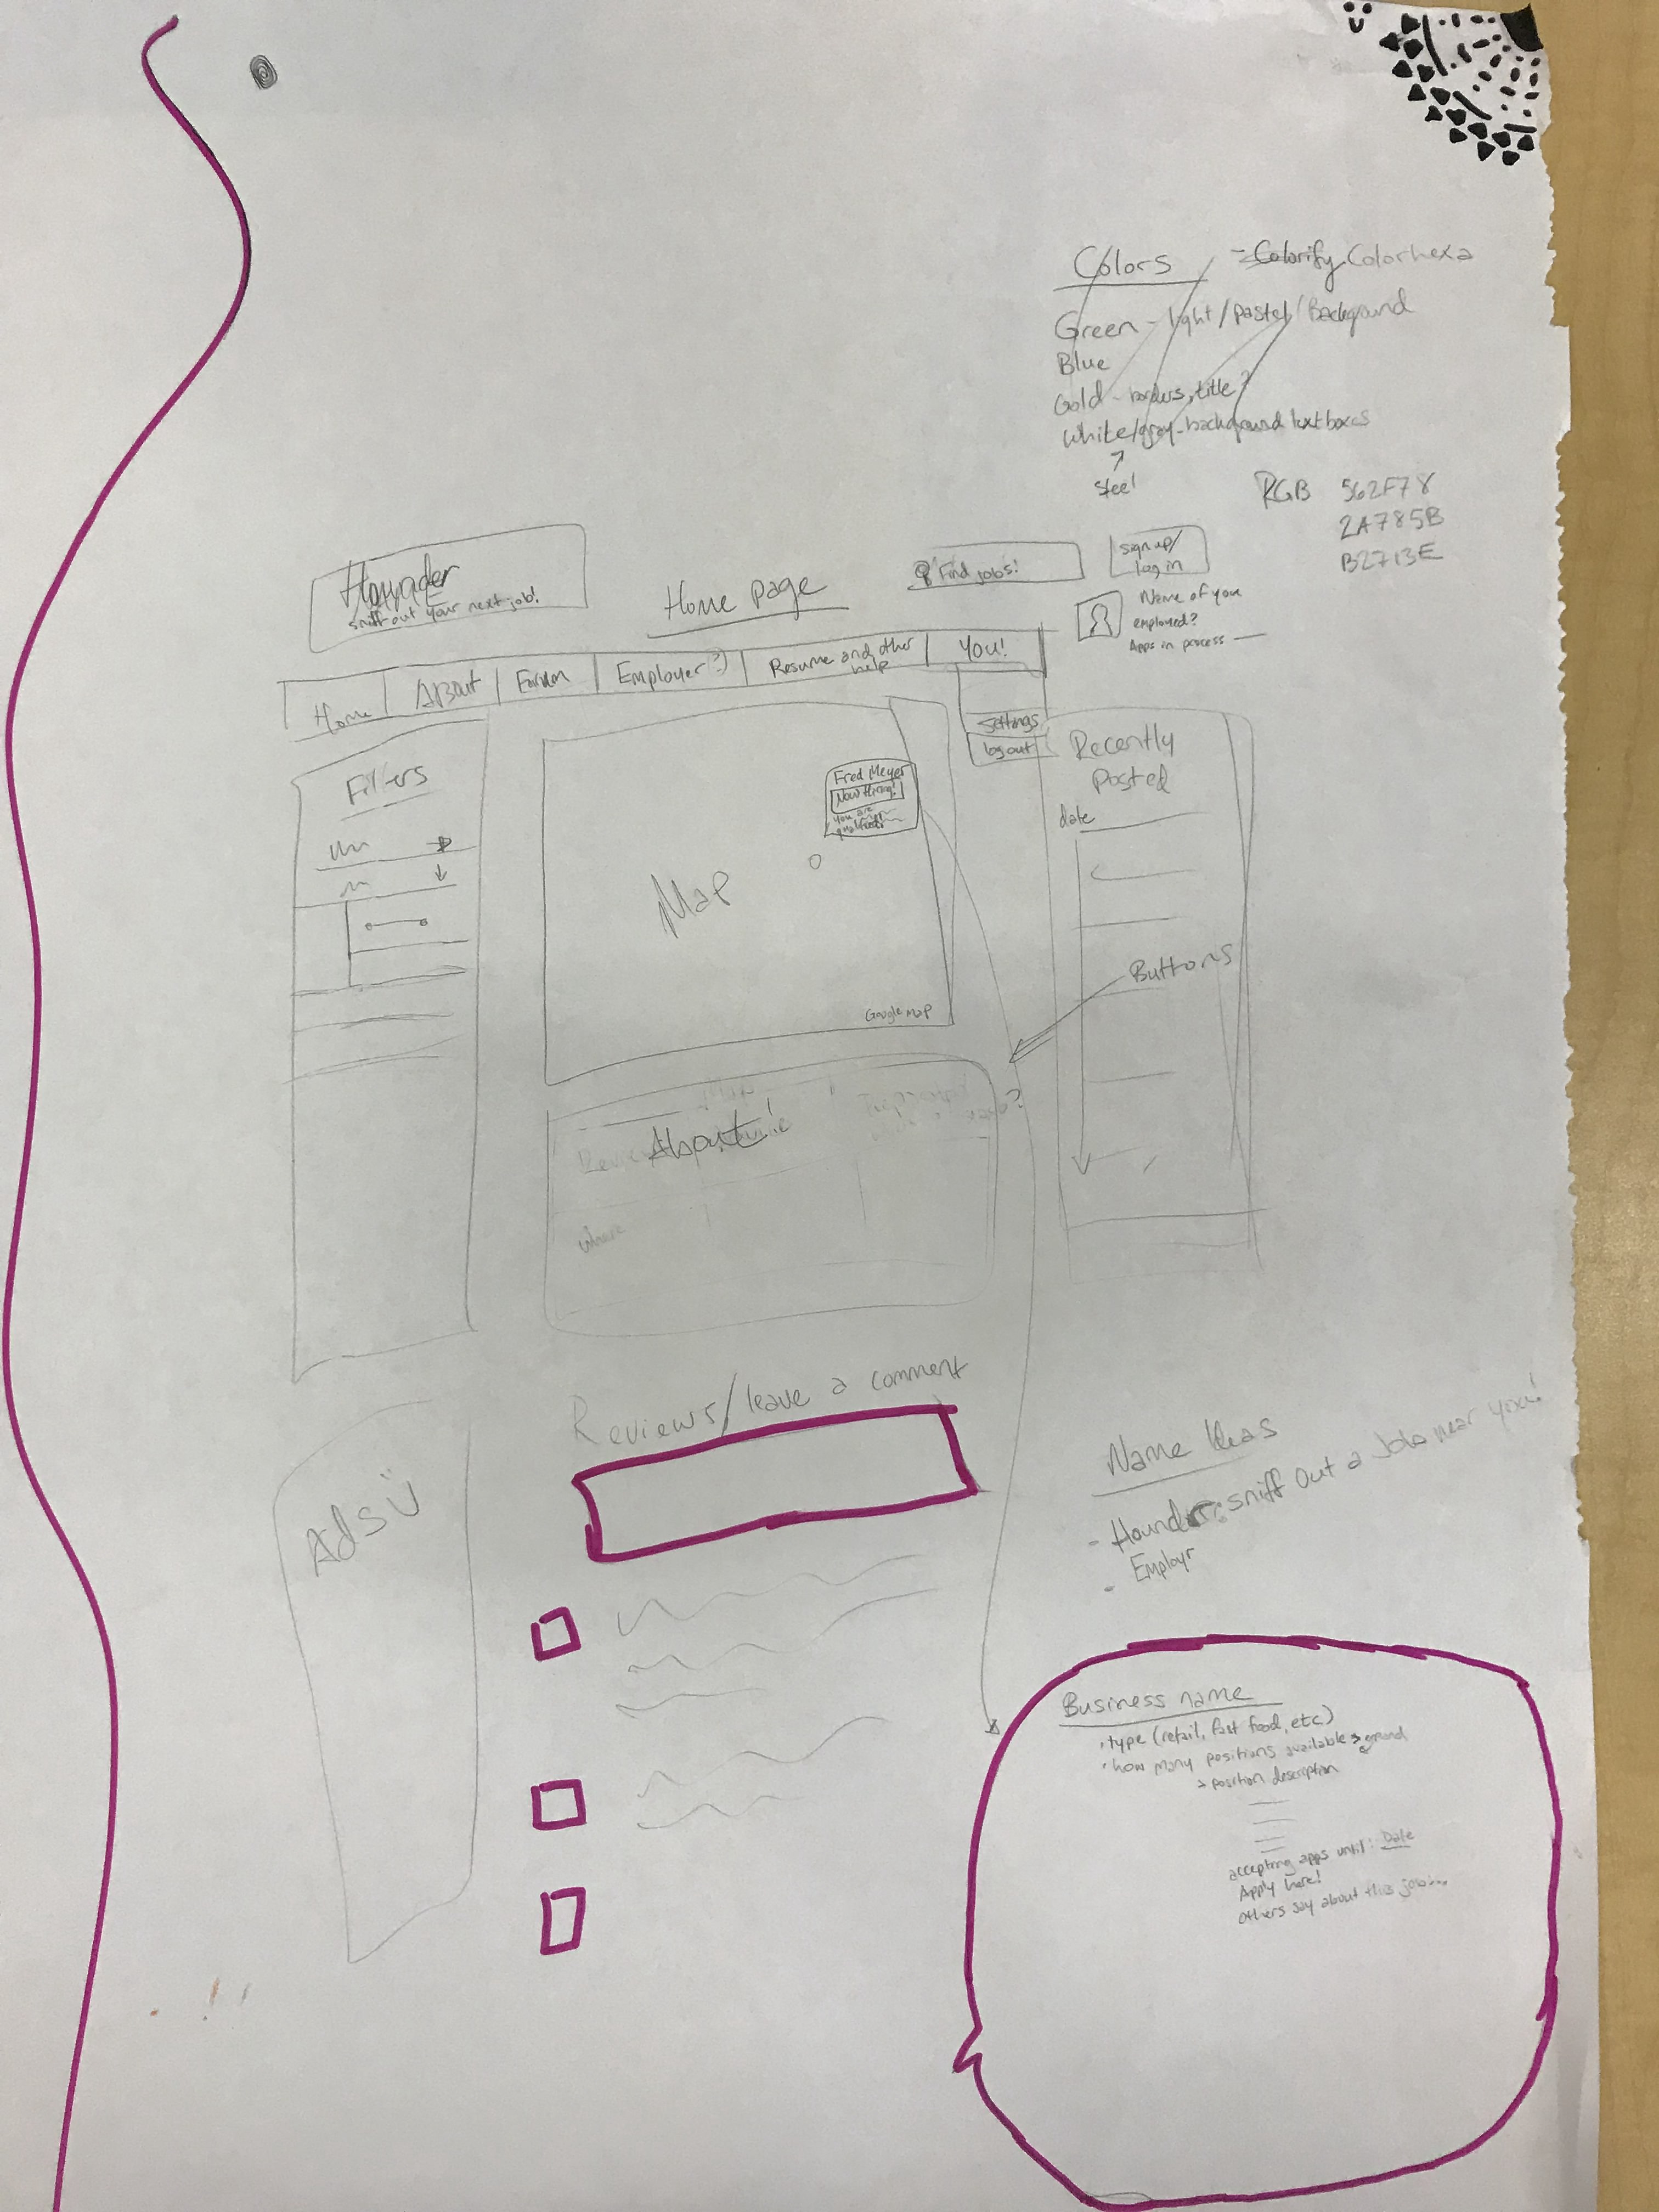 Colors - Colorify Colorhexa
Green - light/pastel/Background
Blue
Gold - borders, title?
White/gray - background textboxes
Steel
RGB 562F78
2A785B
B2713E
Hounder
sniff out your next job!
Home page
Find jobs!
sign up/
log in
Name of you
employed?
Apps in process
Home
About
Forum
Employer?)
Resume and other
help
You!
Settings
log out
Filters
Fred Meyer
Now Hiring!
you are
qualified!
Map
Google Map
Recently
Posted
date
Buttons
About!
where
Reviews/leave a comment
Ads
Name Ideas
- Hounder: sniff out a Job near you!
- Employr
Business name
· type (retail, fast food, etc)
· how many positions available
→ position description
accepting apps until: Date
Apply here!
others say about this job...